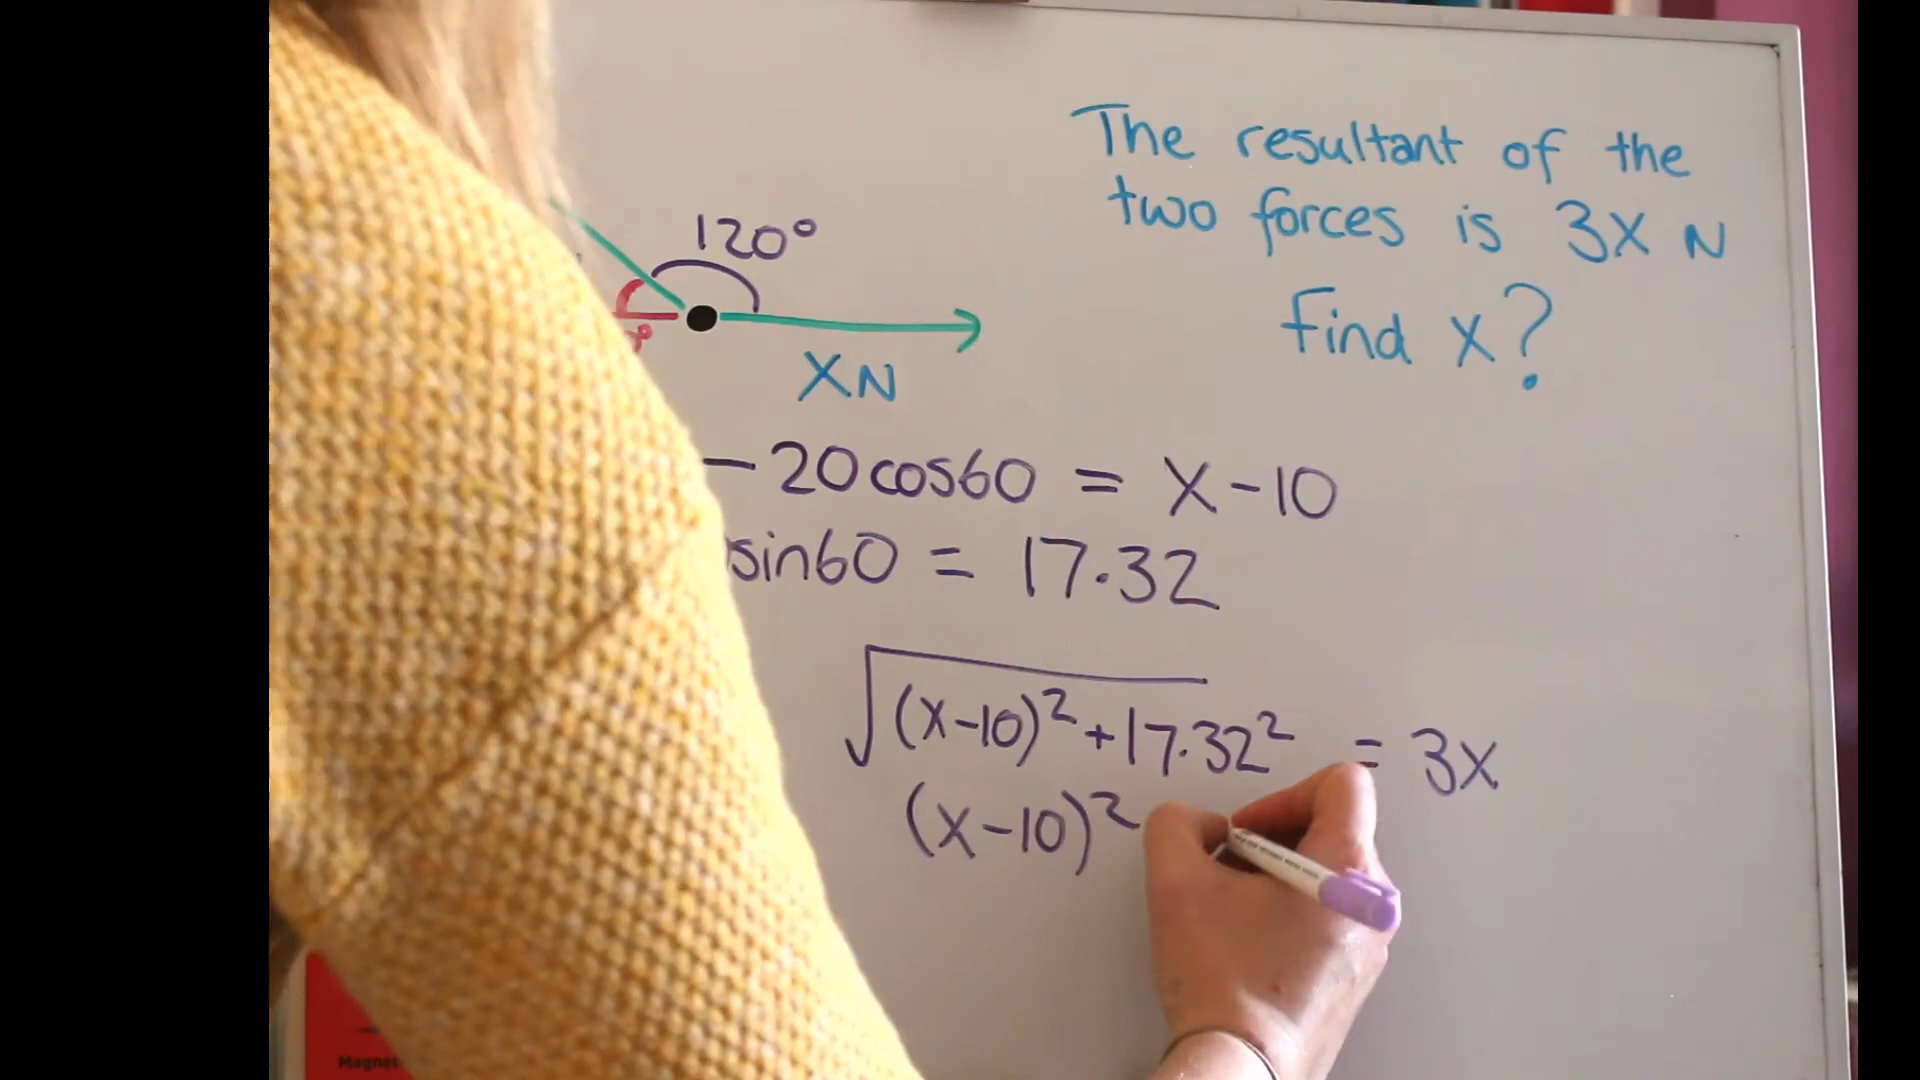 The resultant of the
two forces is 3X N
Find X?
120°
XN
- 20cos60 = X-10
sin60 = 17.32
√(X-10)² + 17.32² = 3X
(X-10)²
Magnet